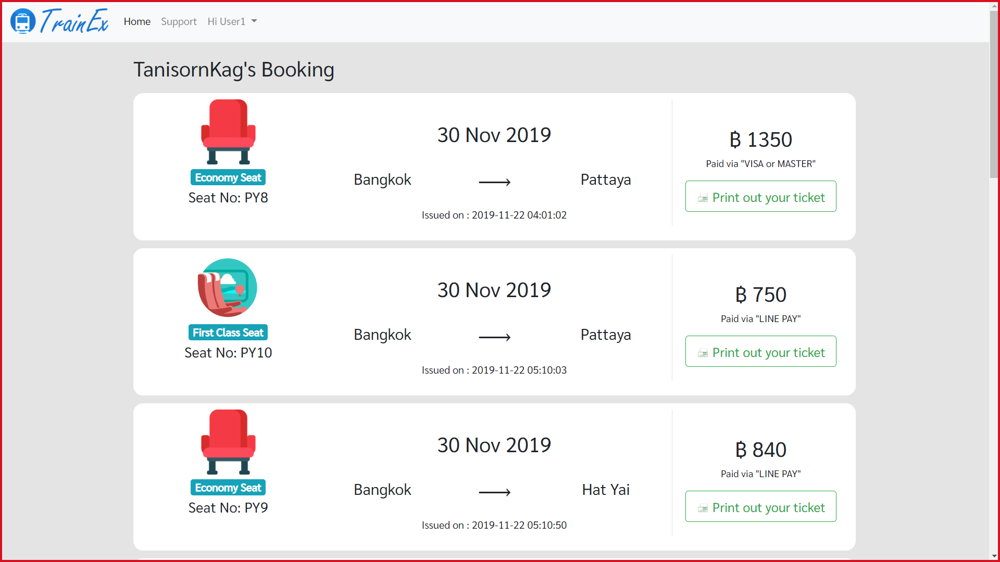 TrainEx Home Support Hi User1
TanisornKag's Booking
30 Nov 2019
Economy Seat
Seat No: PY8
Bangkok ⟶ Pattaya
Issued on : 2019-11-22 04:01:02
฿ 1350
Paid via "VISA or MASTER"
Print out your ticket
30 Nov 2019
First Class Seat
Seat No: PY10
Bangkok ⟶ Pattaya
Issued on : 2019-11-22 05:10:03
฿ 750
Paid via "LINE PAY"
Print out your ticket
30 Nov 2019
Economy Seat
Seat No: PY9
Bangkok ⟶ Hat Yai
Issued on : 2019-11-22 05:10:50
฿ 840
Paid via "LINE PAY"
Print out your ticket